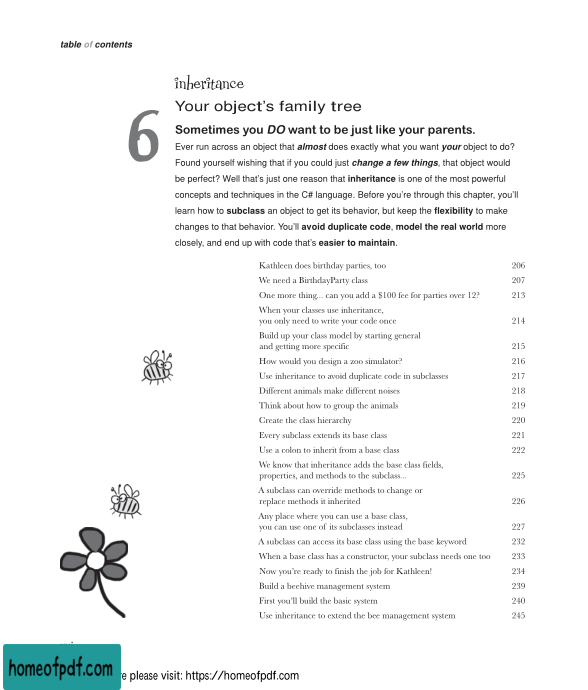 table of contents
inheritance
6
Your object's family tree
Sometimes you DO want to be just like your parents.
Ever run across an object that almost does exactly what you want your object to do?
Found yourself wishing that if you could just change a few things, that object would
be perfect? Well that's just one reason that inheritance is one of the most powerful
concepts and techniques in the C# language. Before you're through this chapter, you'll
learn how to subclass an object to get its behavior, but keep the flexibility to make
changes to that behavior. You'll avoid duplicate code, model the real world more
closely, and end up with code that's easier to maintain.
Kathleen does birthday parties, too 206
We need a BirthdayParty class 207
One more thing... can you add a $100 fee for parties over 12? 213
When your classes use inheritance,
you only need to write your code once 214
Build up your class model by starting general
and getting more specific 215
How would you design a zoo simulator? 216
Use inheritance to avoid duplicate code in subclasses 217
Different animals make different noises 218
Think about how to group the animals 219
Create the class hierarchy 220
Every subclass extends its base class 221
Use a colon to inherit from a base class 222
We know that inheritance adds the base class fields,
properties, and methods to the subclass... 225
A subclass can override methods to change or
replace methods it inherited 226
Any place where you can use a base class,
you can use one of its subclasses instead 227
A subclass can access its base class using the base keyword 232
When a base class has a constructor, your subclass needs one too 233
Now you're ready to finish the job for Kathleen! 234
Build a beehive management system 239
First you'll build the basic system 240
Use inheritance to extend the bee management system 245
homeofpdf.com
please visit: https://homeofpdf.com